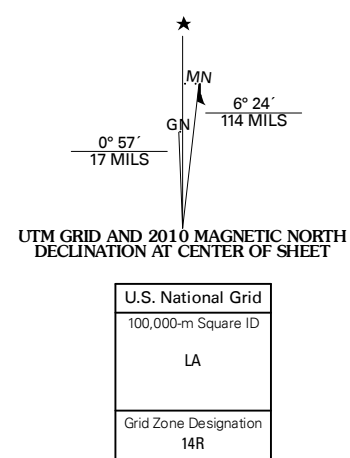 MN
6° 24´
114 MILS
GN
0° 57´
17 MILS
UTM GRID AND 2010 MAGNETIC NORTH
DECLINATION AT CENTER OF SHEET
U.S. National Grid
100,000-m Square ID
LA
Grid Zone Designation
14R